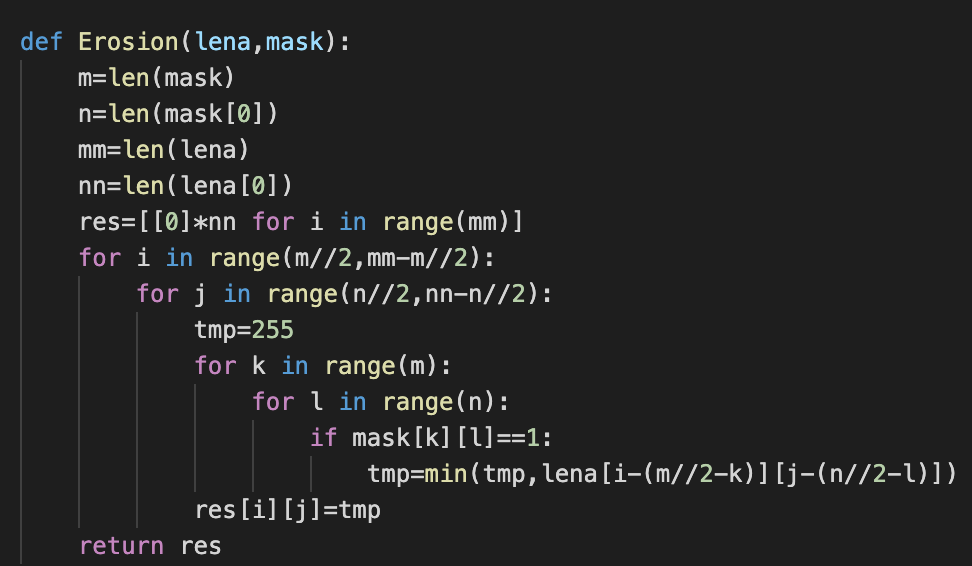 def Erosion(lena,mask):
    m=len(mask)
    n=len(mask[0])
    mm=len(lena)
    nn=len(lena[0])
    res=[[0]*nn for i in range(mm)]
    for i in range(m//2,mm-m//2):
        for j in range(n//2,nn-n//2):
            tmp=255
            for k in range(m):
                for l in range(n):
                    if mask[k][l]==1:
                        tmp=min(tmp,lena[i-(m//2-k)][j-(n//2-l)])
            res[i][j]=tmp
    return res